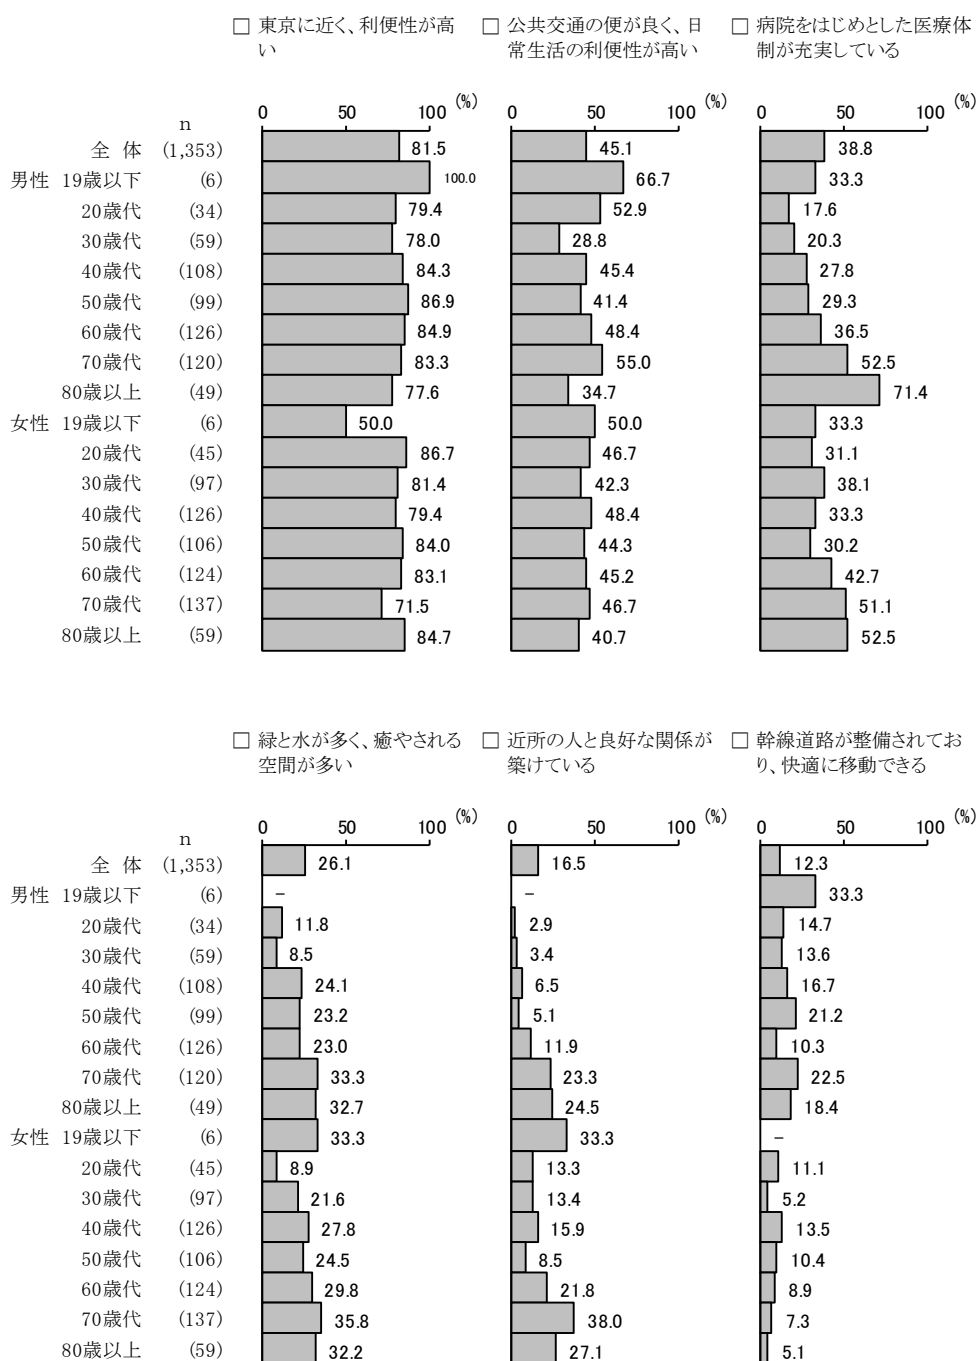 □ 東京に近く、利便性が高い
□ 公共交通の便が良く、日常生活の利便性が高い
□ 病院をはじめとした医療体制が充実している
0 50 100 (%) 0 50 100 (%) 0 50 100 (%)
n
全 体 (1,353) 81.5 45.1 38.8
男性 19歳以下 (6) 100.0 66.7 33.3
20歳代 (34) 79.4 52.9 17.6
30歳代 (59) 78.0 28.8 20.3
40歳代 (108) 84.3 45.4 27.8
50歳代 (99) 86.9 41.4 29.3
60歳代 (126) 84.9 48.4 36.5
70歳代 (120) 83.3 55.0 52.5
80歳以上 (49) 77.6 34.7 71.4
女性 19歳以下 (6) 50.0 50.0 33.3
20歳代 (45) 86.7 46.7 31.1
30歳代 (97) 81.4 42.3 38.1
40歳代 (126) 79.4 48.4 33.3
50歳代 (106) 84.0 44.3 30.2
60歳代 (124) 83.1 45.2 42.7
70歳代 (137) 71.5 46.7 51.1
80歳以上 (59) 84.7 40.7 52.5
□ 緑と水が多く、癒やされる空間が多い
□ 近所の人と良好な関係が築けている
□ 幹線道路が整備されており、快適に移動できる
0 50 100 (%) 0 50 100 (%) 0 50 100 (%)
n
全 体 (1,353) 26.1 16.5 12.3
男性 19歳以下 (6) − − 33.3
20歳代 (34) 11.8 2.9 14.7
30歳代 (59) 8.5 3.4 13.6
40歳代 (108) 24.1 6.5 16.7
50歳代 (99) 23.2 5.1 21.2
60歳代 (126) 23.0 11.9 10.3
70歳代 (120) 33.3 23.3 22.5
80歳以上 (49) 32.7 24.5 18.4
女性 19歳以下 (6) 33.3 33.3 −
20歳代 (45) 8.9 13.3 11.1
30歳代 (97) 21.6 13.4 5.2
40歳代 (126) 27.8 15.9 13.5
50歳代 (106) 24.5 8.5 10.4
60歳代 (124) 29.8 21.8 8.9
70歳代 (137) 35.8 38.0 7.3
80歳以上 (59) 32.2 27.1 5.1